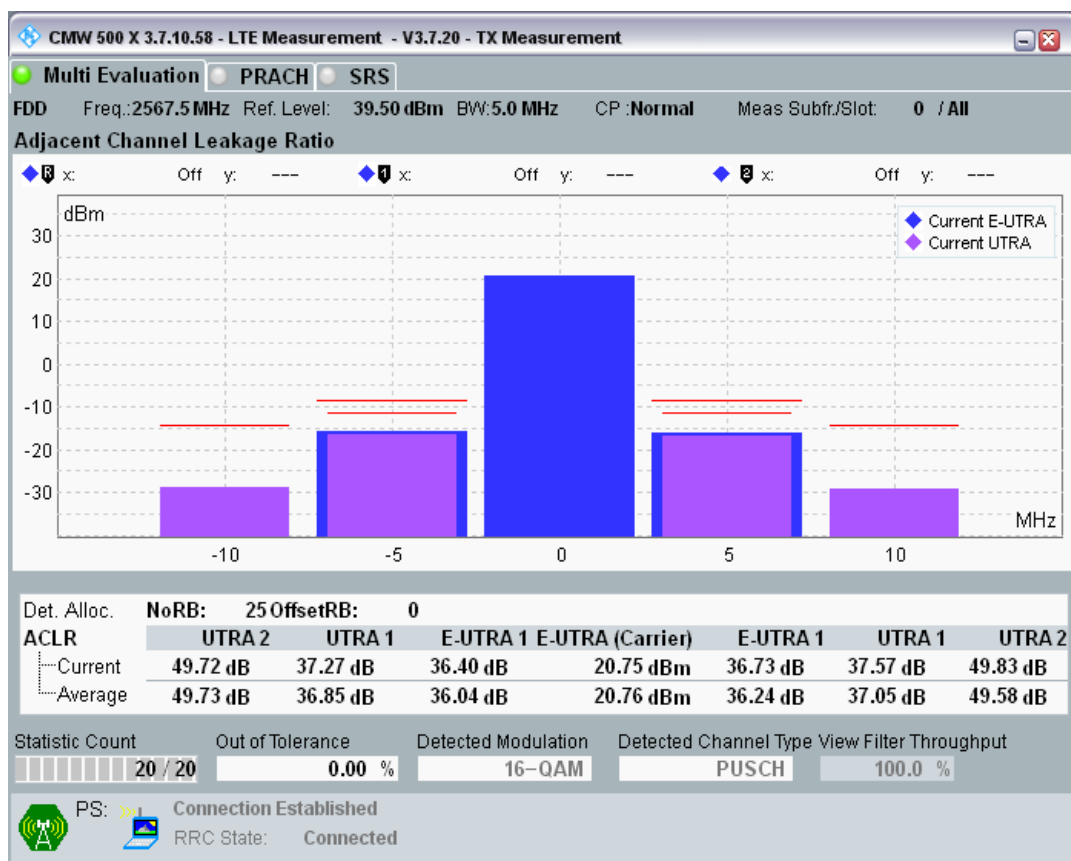 CMW 500 X 3.7.10.58 - LTE Measurement - V3.7.20 - TX Measurement
Multi Evaluation PRACH SRS
FDD Freq.:2567.5 MHz Ref. Level: 39.50 dBm BW:5.0 MHz CP :Normal Meas Subfr./Slot: 0 / All
Adjacent Channel Leakage Ratio
R x: Off y: --- 1 x: Off y: --- 2 x: Off y: ---
dBm
Current E-UTRA
Current UTRA
30
20
10
0
-10
-20
-30
MHz
-10 -5 0 5 10
Det. Alloc. NoRB: 25 OffsetRB: 0
ACLR UTRA 2 UTRA 1 E-UTRA 1 E-UTRA (Carrier) E-UTRA 1 UTRA 1 UTRA 2
Current 49.72 dB 37.27 dB 36.40 dB 20.75 dBm 36.73 dB 37.57 dB 49.83 dB
Average 49.73 dB 36.85 dB 36.04 dB 20.76 dBm 36.24 dB 37.05 dB 49.58 dB
Statistic Count Out of Tolerance Detected Modulation Detected Channel Type View Filter Throughput
20 / 20 0.00 % 16-QAM PUSCH 100.0 %
PS: Connection Established
RRC State: Connected